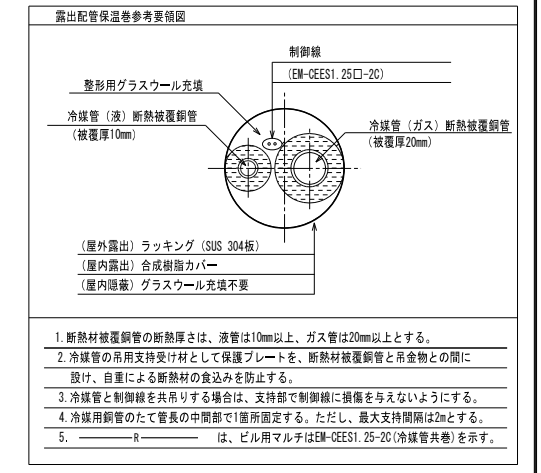 露出配管保温巻参考要領図
制御線
(EM-CEES1.25□-2C)
整形用グラスウール充填
冷媒管（液）断熱被覆銅管
(被覆厚10mm)
冷媒管（ガス）断熱被覆銅管
(被覆厚20mm)
(屋外露出) ラッキング (SUS 304板)
(屋内露出) 合成樹脂カバー
(屋内隠蔽) グラスウール充填不要
1.断熱材被覆銅管の断熱厚さは、液管は10mm以上、ガス管は20mm以上とする。
2.冷媒管の吊用支持受け材として保護プレートを、断熱材被覆銅管と吊金物との間に
設け、自重による断熱材の食込みを防止する。
3.冷媒管と制御線を共吊りする場合は、支持部で制御線に損傷を与えないようにする。
4.冷媒用銅管のたて管長の中間部で1箇所固定する。ただし、最大支持間隔は2mとする。
5. ―――R――― は、ビル用マルチはEM-CEES1.25-2C(冷媒管共巻)を示す。